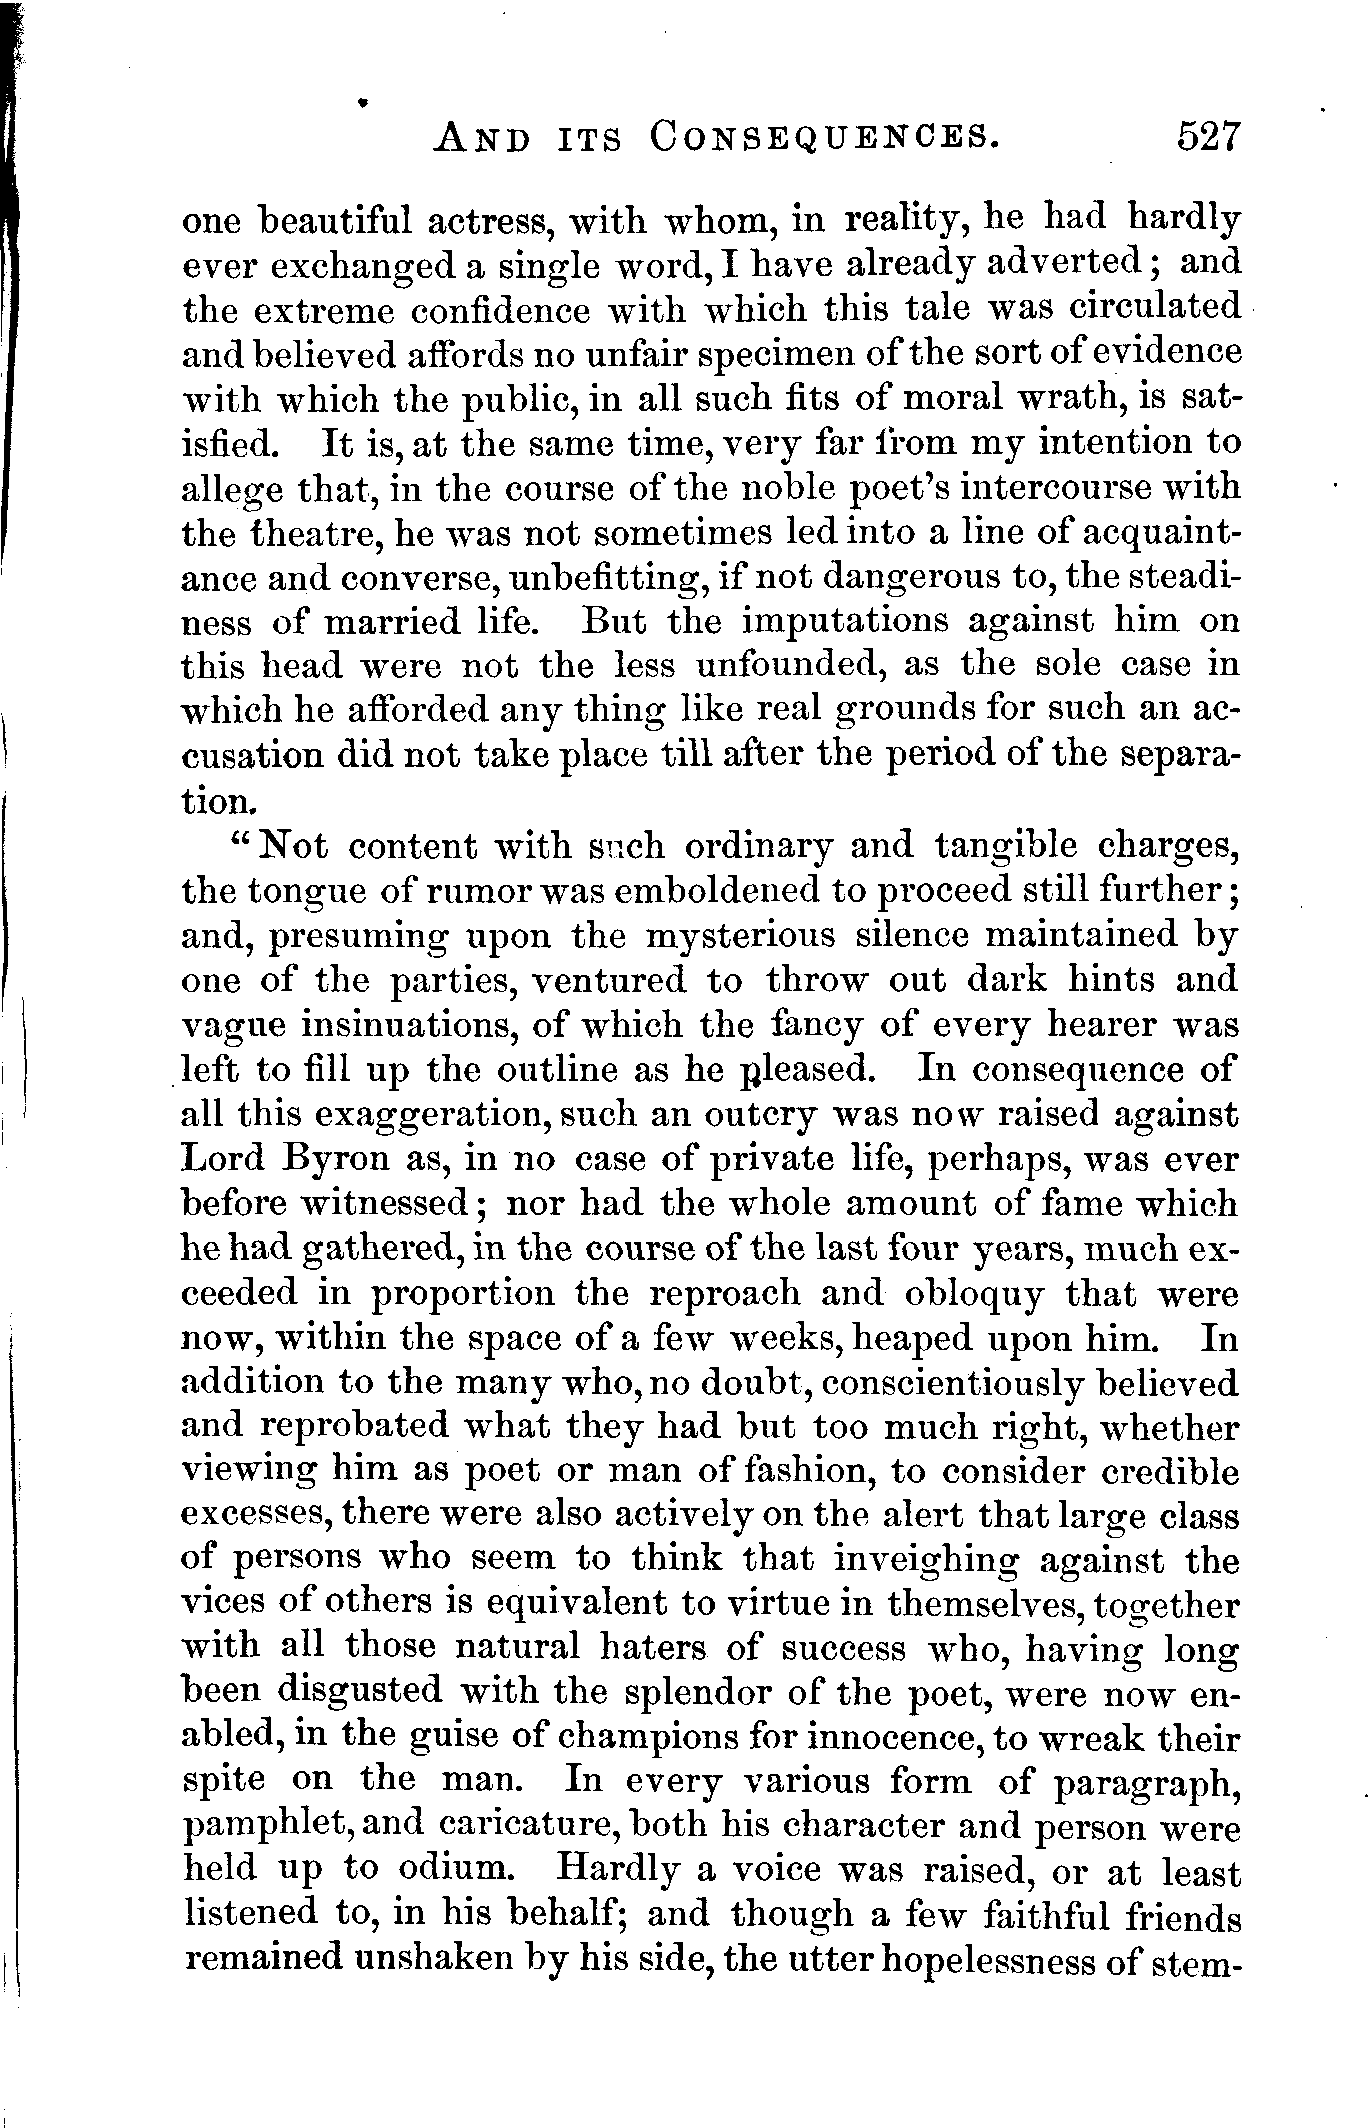 AND ITS CONSEQUENCES. 527
one beautiful actress, with whom, in reality, he had hardly
ever exchanged a single word, I have already adverted; and
the extreme confidence with which this tale was circulated
and believed affords no unfair specimen of the sort of evidence
with which the public, in all such fits of moral wrath, is sat-
isfied. It is, at the same time, very far from my intention to
allege that, in the course of the noble poet's intercourse with
the theatre, he was not sometimes led into a line of acquaint-
ance and converse, unbefitting, if not dangerous to, the steadi-
ness of married life. But the imputations against him on
this head were not the less unfounded, as the sole case in
which he afforded any thing like real grounds for such an ac-
cusation did not take place till after the period of the separa-
tion.
“Not content with such ordinary and tangible charges,
the tongue of rumor was emboldened to proceed still further;
and, presuming upon the mysterious silence maintained by
one of the parties, ventured to throw out dark hints and
vague insinuations, of which the fancy of every hearer was
left to fill up the outline as he pleased. In consequence of
all this exaggeration, such an outcry was now raised against
Lord Byron as, in no case of private life, perhaps, was ever
before witnessed; nor had the whole amount of fame which
he had gathered, in the course of the last four years, much ex-
ceeded in proportion the reproach and obloquy that were
now, within the space of a few weeks, heaped upon him. In
addition to the many who, no doubt, conscientiously believed
and reprobated what they had but too much right, whether
viewing him as poet or man of fashion, to consider credible
excesses, there were also actively on the alert that large class
of persons who seem to think that inveighing against the
vices of others is equivalent to virtue in themselves, together
with all those natural haters of success who, having long
been disgusted with the splendor of the poet, were now en-
abled, in the guise of champions for innocence, to wreak their
spite on the man. In every various form of paragraph,
pamphlet, and caricature, both his character and person were
held up to odium. Hardly a voice was raised, or at least
listened to, in his behalf; and though a few faithful friends
remained unshaken by his side, the utter hopelessness of stem-